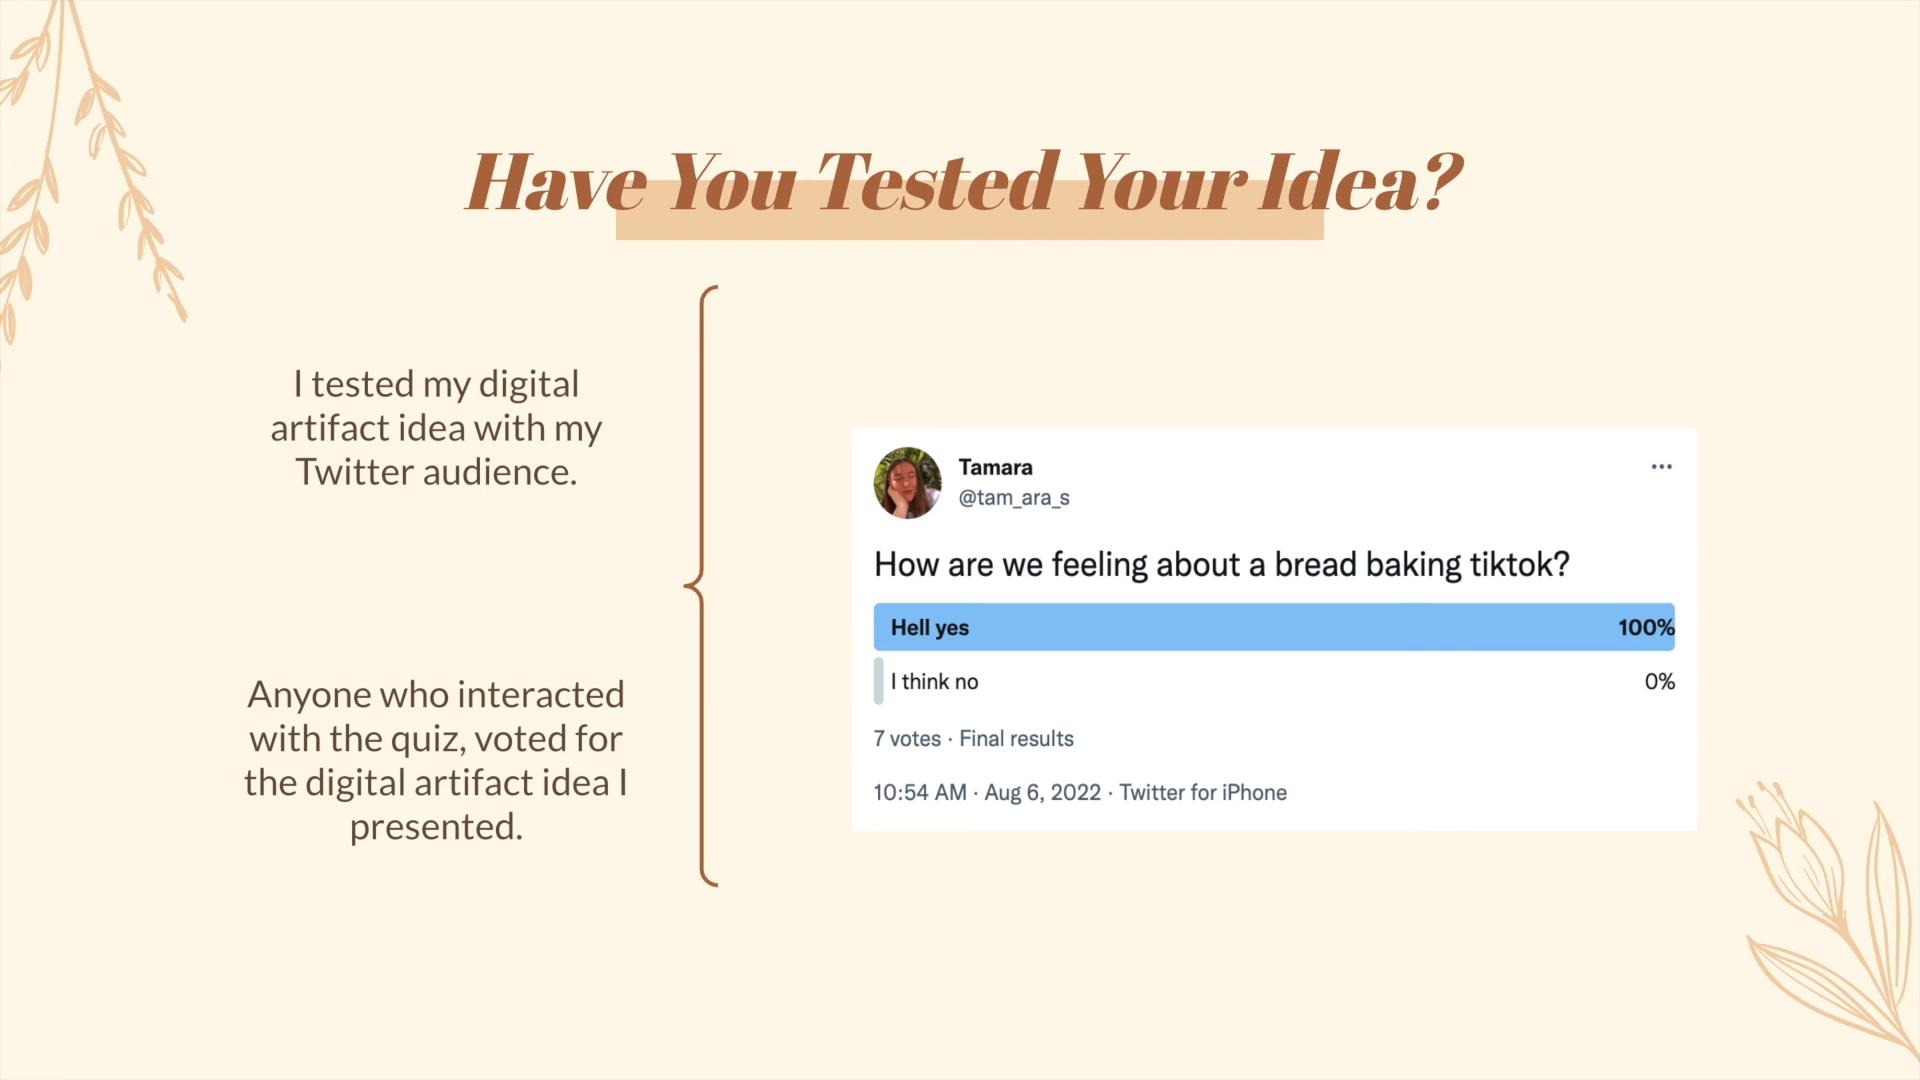 Have You Tested Your Idea?
I tested my digital
artifact idea with my
Twitter audience.
Anyone who interacted
with the quiz, voted for
the digital artifact idea I
presented.
Tamara
@tam_ara_s
How are we feeling about a bread baking tiktok?
Hell yes 100%
I think no 0%
7 votes · Final results
10:54 AM · Aug 6, 2022 · Twitter for iPhone